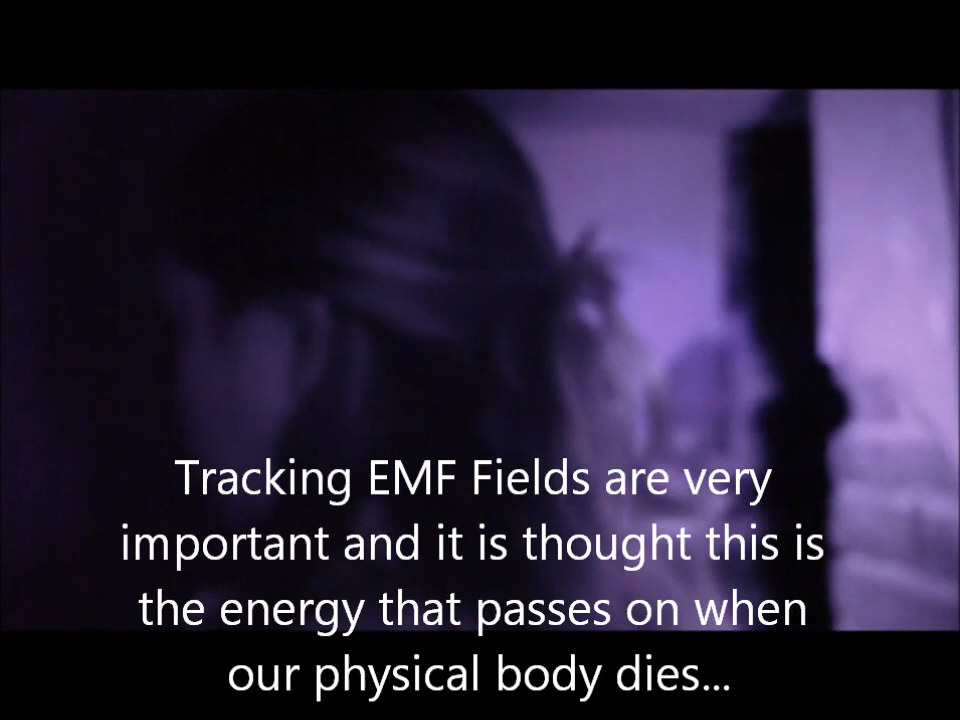 Tracking EMF Fields are very
important and it is thought this is
the energy that passes on when
our physical body dies...